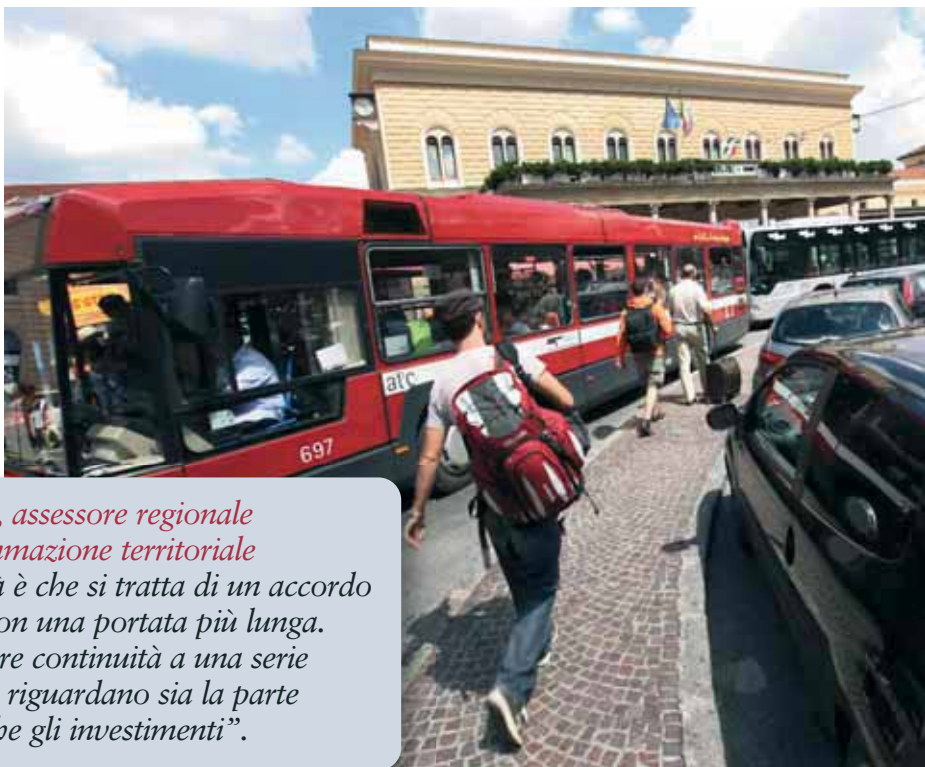 atc
697
, assessore regionale
mazione territoriale
à è che si tratta di un accordo
on una portata più lunga.
re continuità a una serie
riguardano sia la parte
he gli investimenti”.